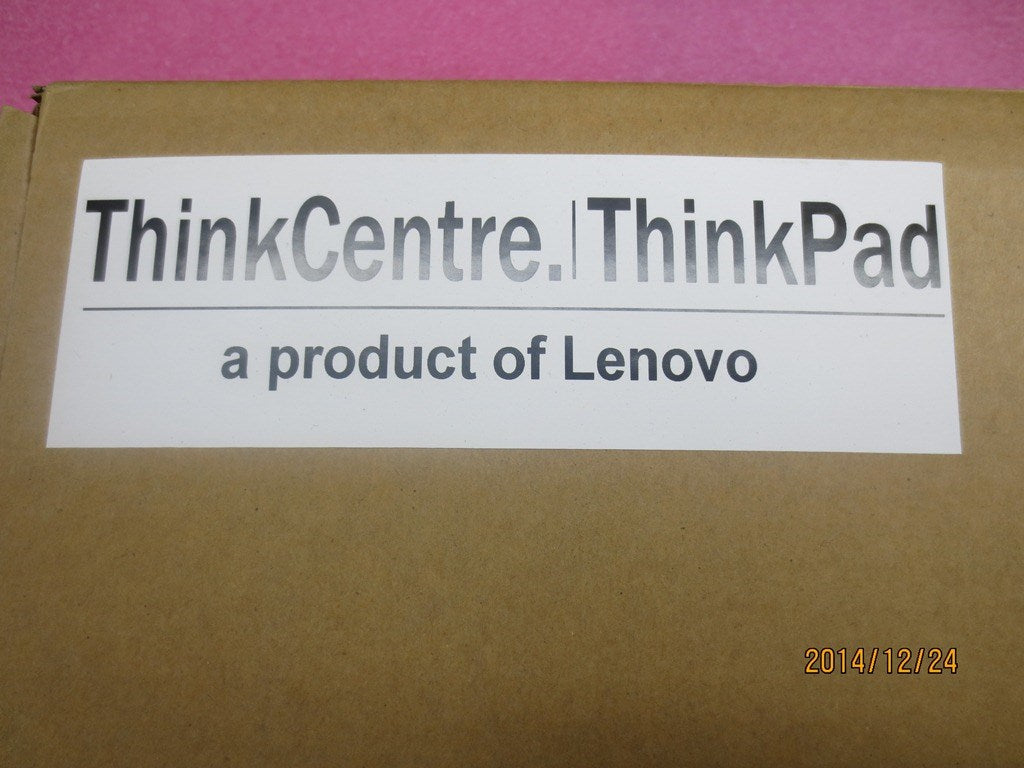 ThinkCentre. | ThinkPad
a product of Lenovo
2014/12/24